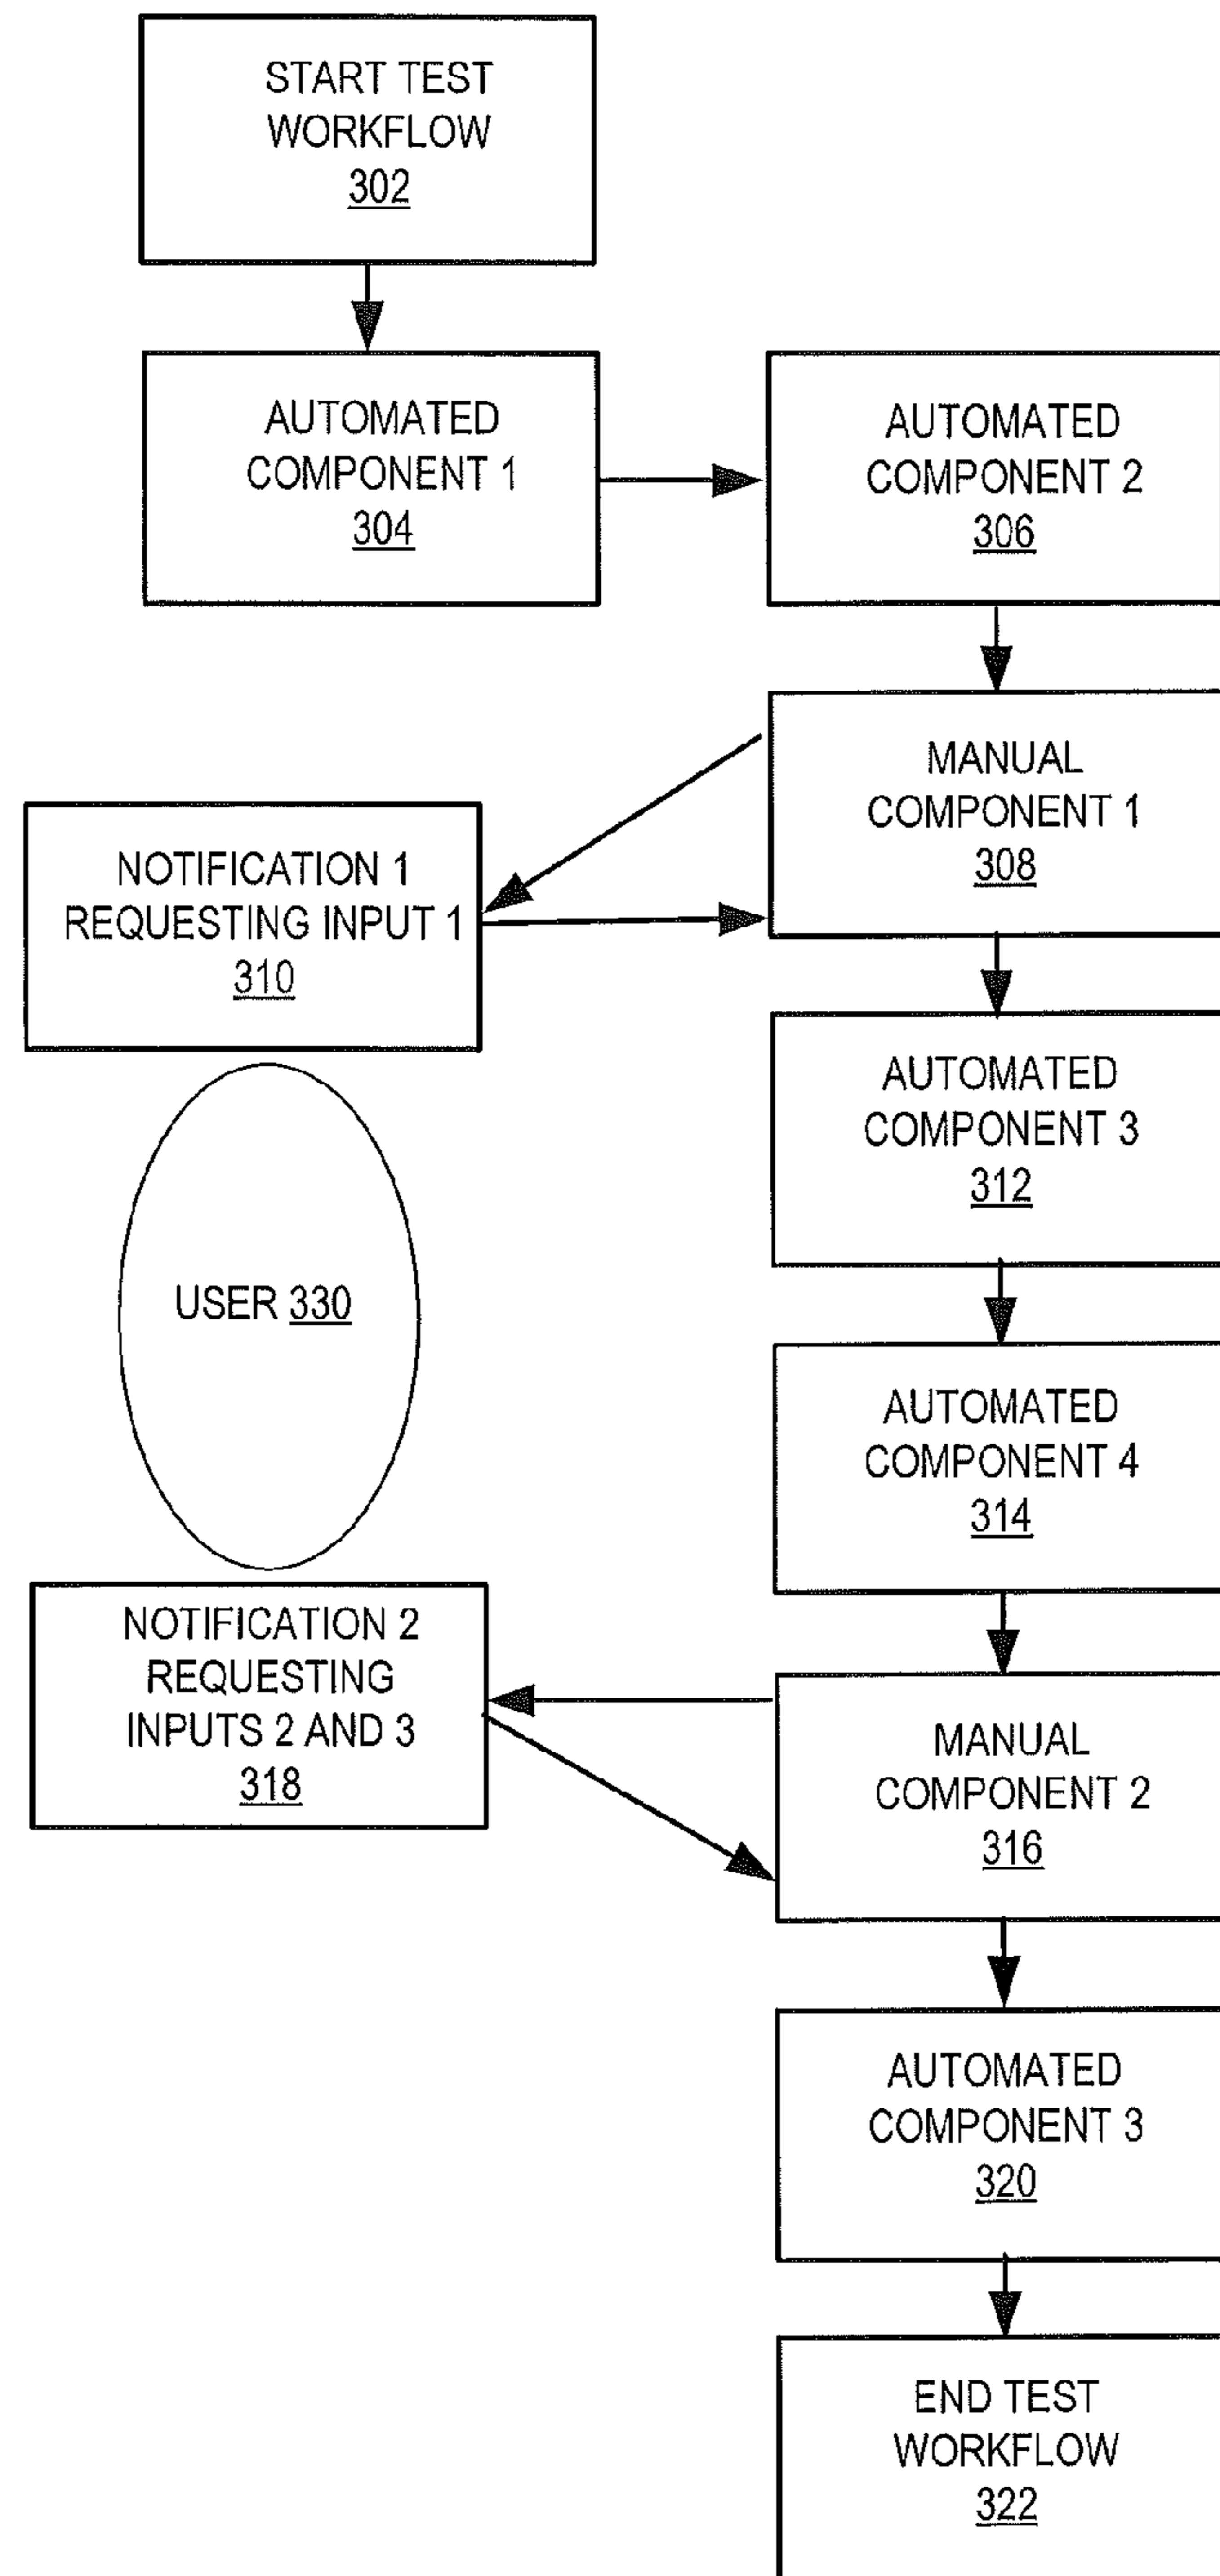 START TEST
WORKFLOW
302
AUTOMATED
COMPONENT 1
304
AUTOMATED
COMPONENT 2
306
MANUAL
COMPONENT 1
308
NOTIFICATION 1
REQUESTING INPUT 1
310
AUTOMATED
COMPONENT 3
312
USER 330
AUTOMATED
COMPONENT 4
314
NOTIFICATION 2
REQUESTING
INPUTS 2 AND 3
318
MANUAL
COMPONENT 2
316
AUTOMATED
COMPONENT 3
320
END TEST
WORKFLOW
322